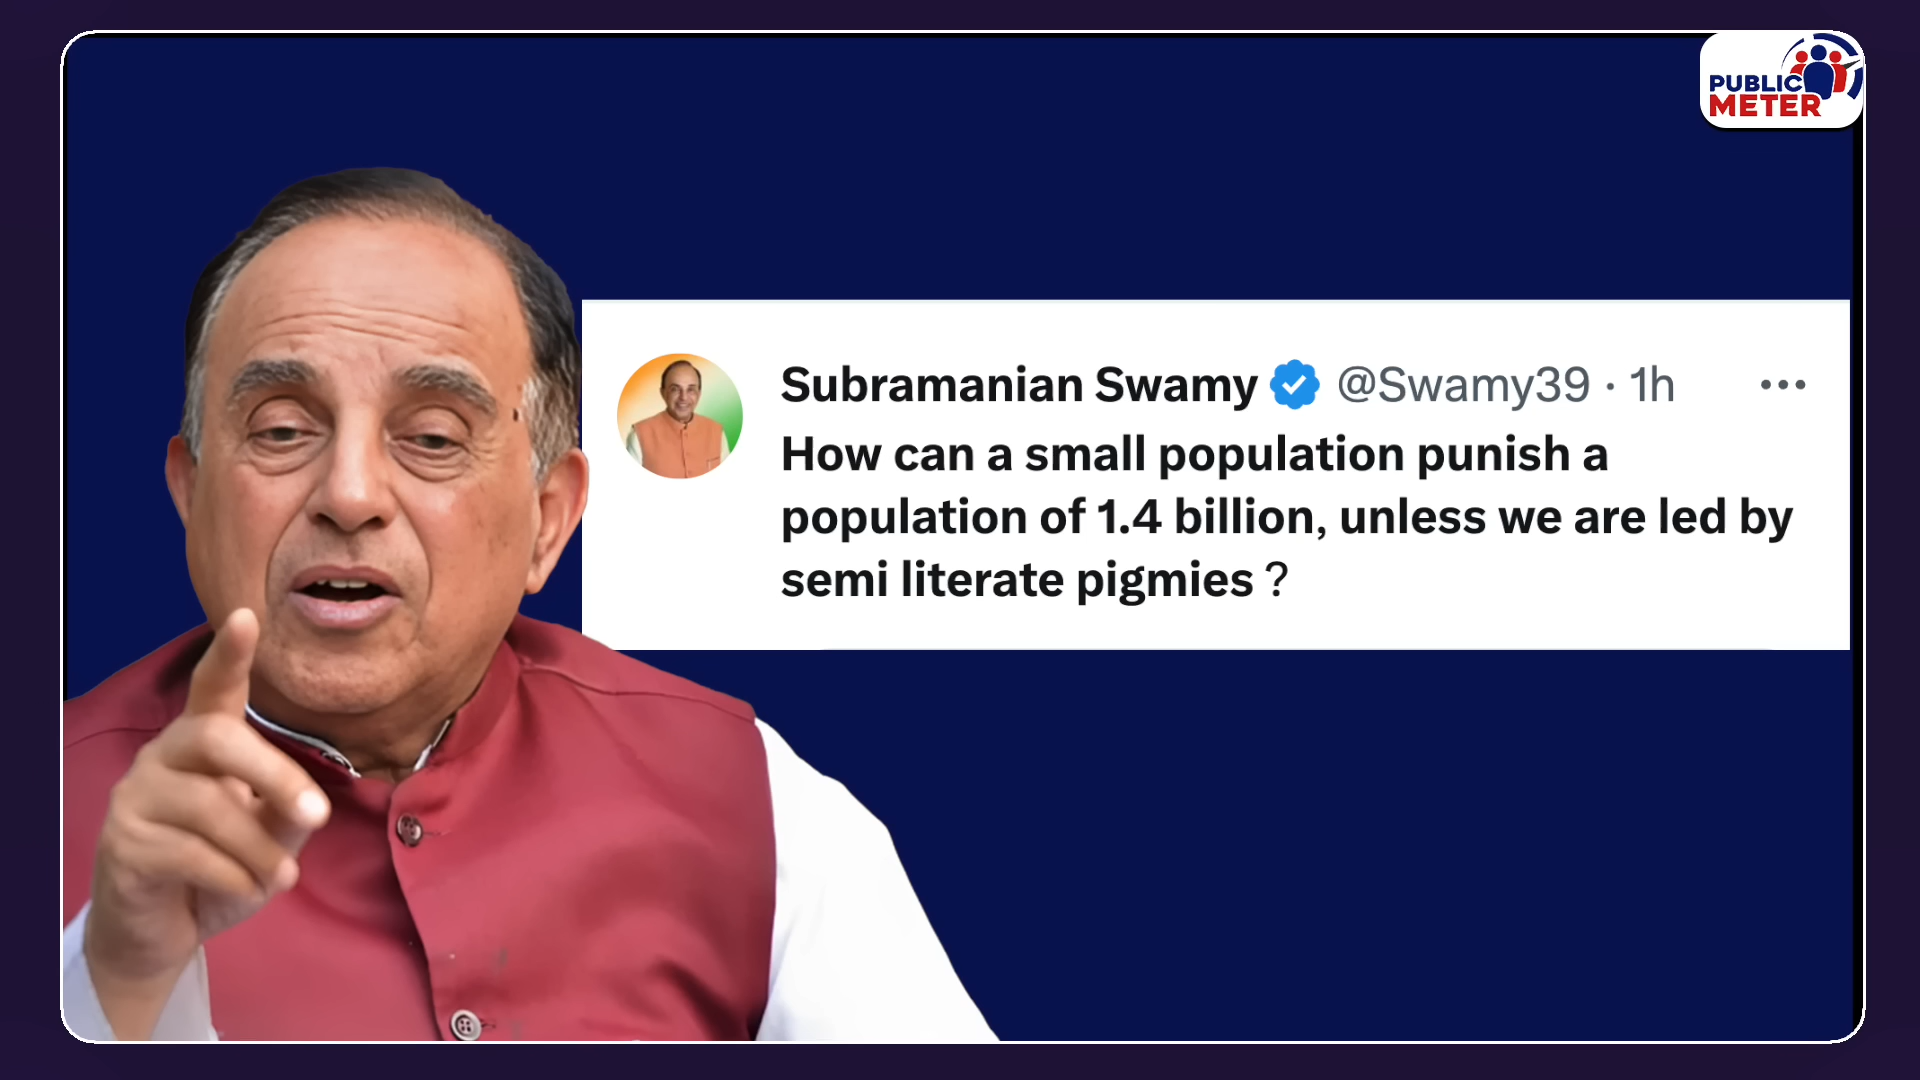 PUBLIC
METER
Subramanian Swamy @Swamy39 · 1h ···
How can a small population punish a
population of 1.4 billion, unless we are led by
semi literate pigmies ?